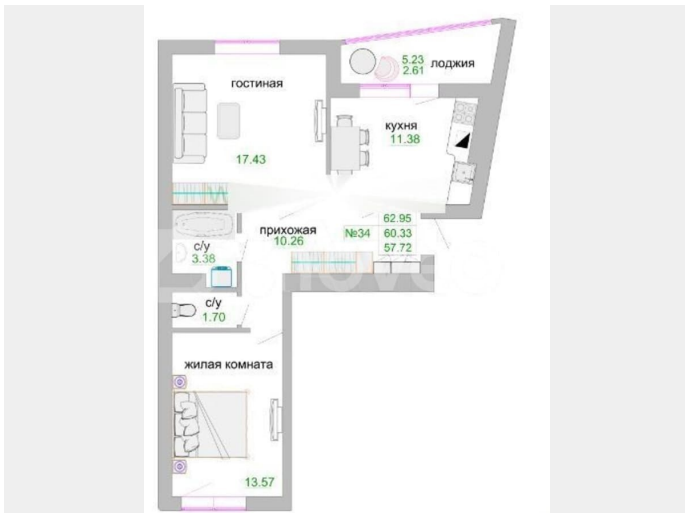 5.23
2.61
лоджия
гостиная
17.43
кухня
11.38
прихожая
10.26
№34
62.95
60.33
57.72
с/у
3.38
с/у
1.70
жилая комната
13.57